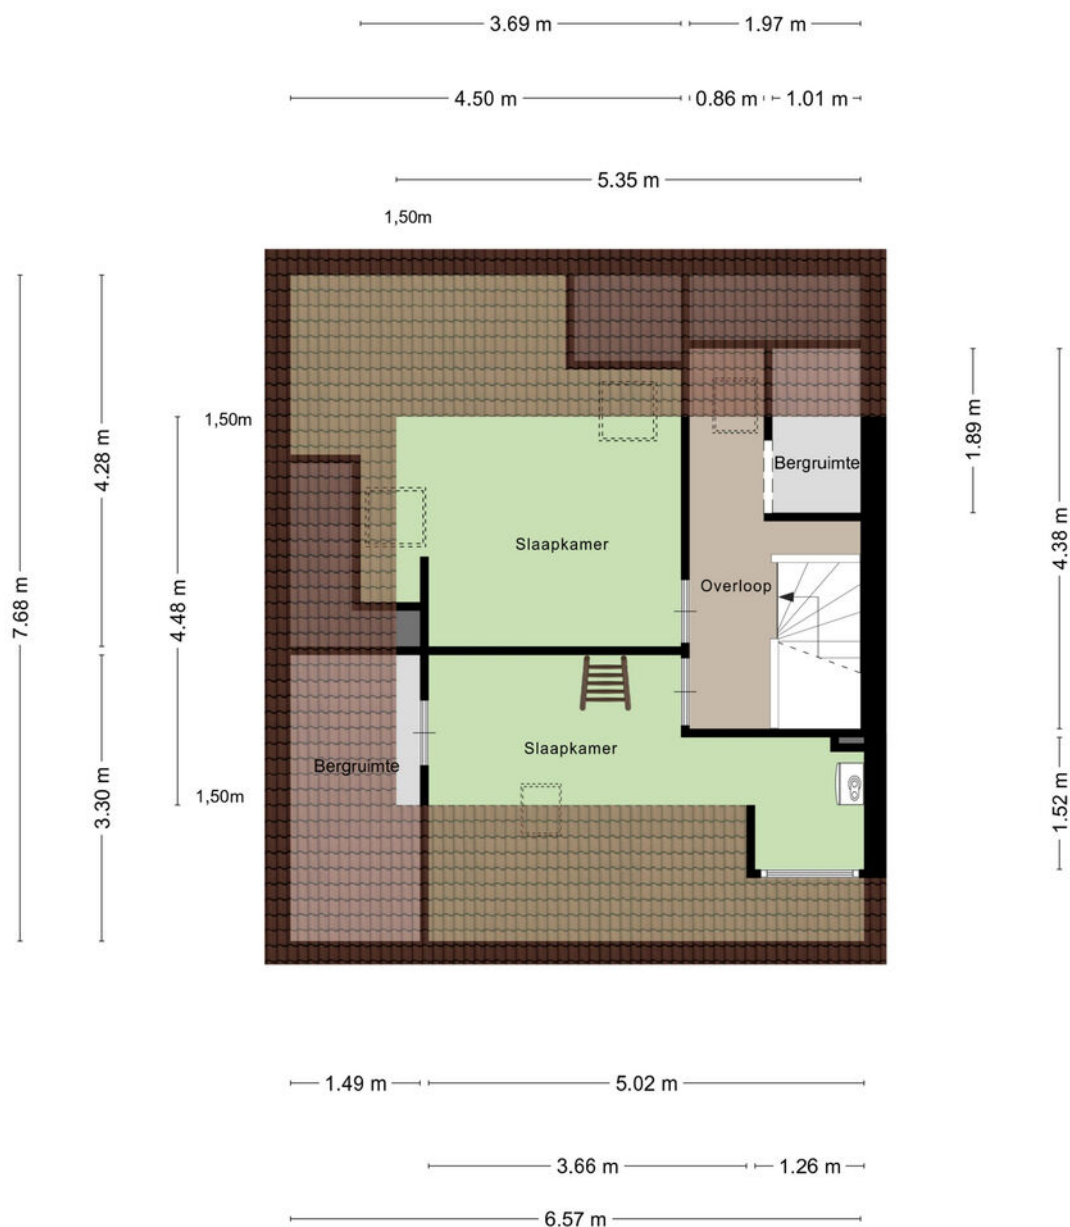 3.69 m
1.97 m
4.50 m
0.86 m
1.01 m
5.35 m
1,50m
1,50m
4.28 m
1.89 m
Bergruimte
4.38 m
Slaapkamer
Overloop
7.68 m
4.48 m
Slaapkamer
Bergruimte
1,50m
3.30 m
1.52 m
1.49 m
5.02 m
3.66 m
1.26 m
6.57 m